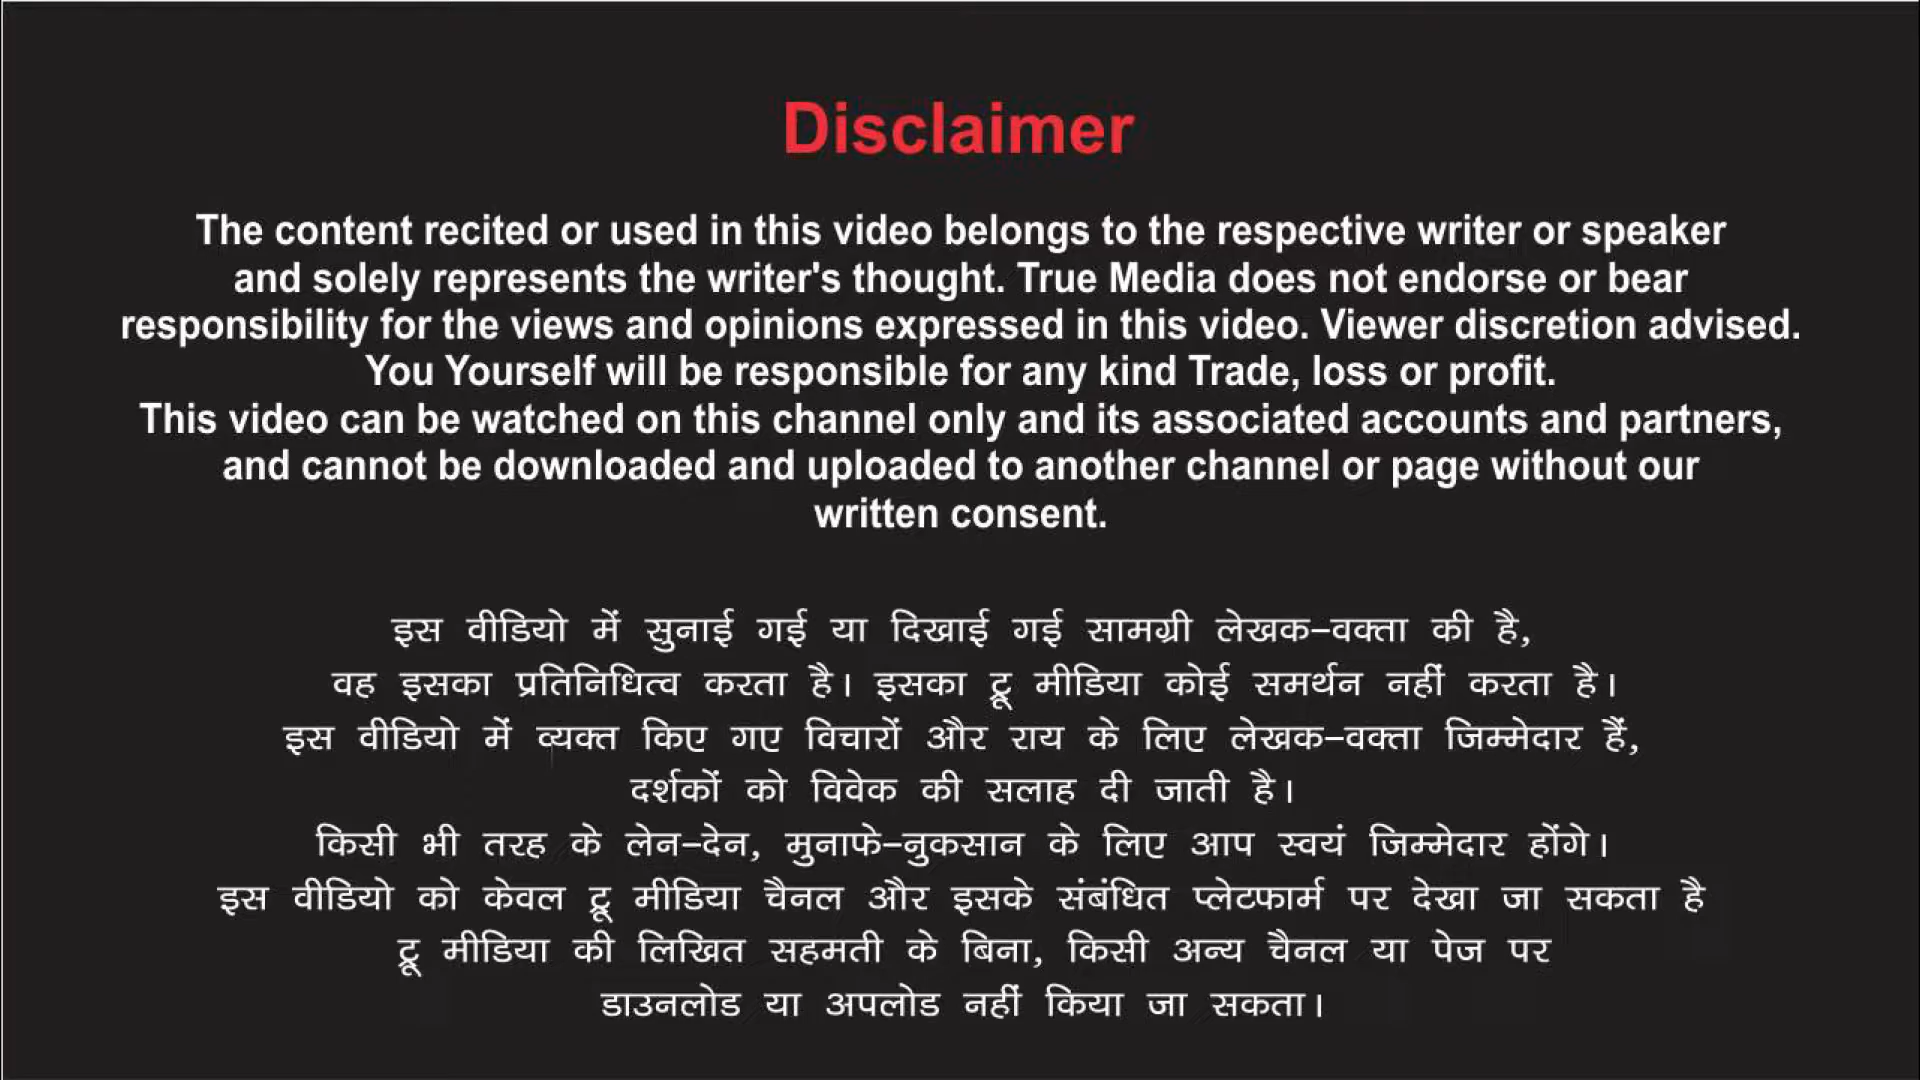 Disclaimer
The content recited or used in this video belongs to the respective writer or speaker
and solely represents the writer's thought. True Media does not endorse or bear
responsibility for the views and opinions expressed in this video. Viewer discretion advised.
You Yourself will be responsible for any kind Trade, loss or profit.
This video can be watched on this channel only and its associated accounts and partners,
and cannot be downloaded and uploaded to another channel or page without our
written consent.
इस वीडियो में सुनाई गई या दिखाई गई सामग्री लेखक–वक्ता की है,
वह इसका प्रतिनिधित्व करता है। इसका ट्रू मीडिया कोई समर्थन नहीं करता है।
इस वीडियो में व्यक्त किए गए विचारों और राय के लिए लेखक–वक्ता जिम्मेदार हैं,
दर्शकों को विवेक की सलाह दी जाती है।
किसी भी तरह के लेन–देन, मुनाफे–नुकसान के लिए आप स्वयं जिम्मेदार होंगे।
इस वीडियो को केवल ट्रू मीडिया चैनल और इसके संबंधित प्लेटफार्म पर देखा जा सकता है
ट्रू मीडिया की लिखित सहमती के बिना, किसी अन्य चैनल या पेज पर
डाउनलोड या अपलोड नहीं किया जा सकता।